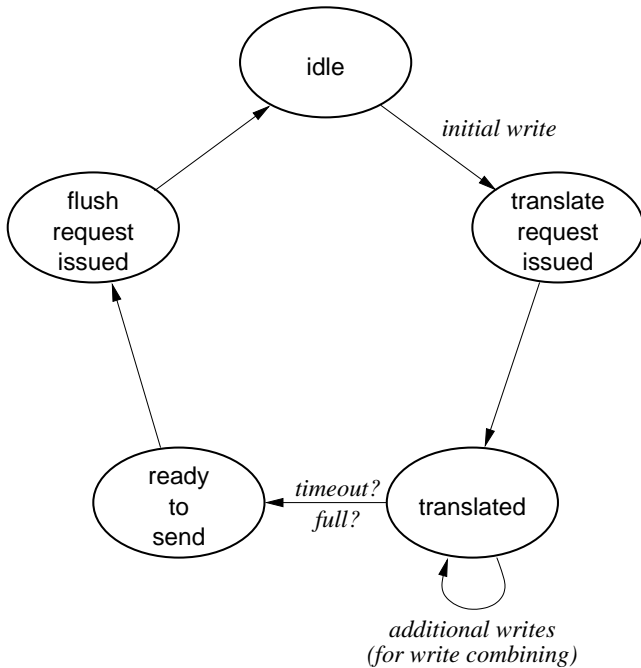 idle
initial write
flush
request
issued
translate
request
issued
ready
to
send
timeout?
full?
translated
additional writes
(for write combining)